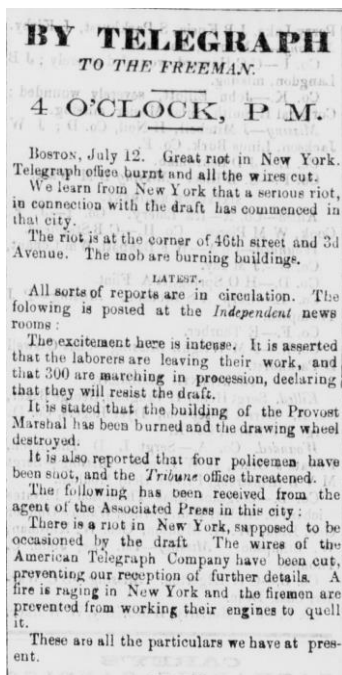 BY TELEGRAPH
TO THE FREEMAN.
4 O'CLOCK, P M.
BOSTON, July 12. Great riot in New York.
Telegraph office burnt and all the wires cut.
We learn from New York that a serious riot,
in connection with the draft has commenced in
that city.
The riot is at the corner of 46th street and 3d
Avenue. The mob are burning buildings.
LATEST.
All sorts of reports are in circulation. The
folowing is posted at the Independent news
rooms :
The excitement here is intense. It is asserted
that the laborers are leaving their work, and
that 300 are marching in procession, declaring
that they will resist the draft.
It is stated that the building of the Provost
Marshal has been burned and the drawing wheel
destroyed.
It is also reported that four policemen have
been shot, and the Tribune office threatened.
The following has been received from the
agent of the Associated Press in this city :
There is a riot in New York, supposed to be
occasioned by the draft The wires of the
American Telegraph Company have been cut,
preventing our reception of further details. A
fire is raging in New York and the firemen are
prevented from working their engines to quell
it.
These are all the particulars we have at pres-
ent.